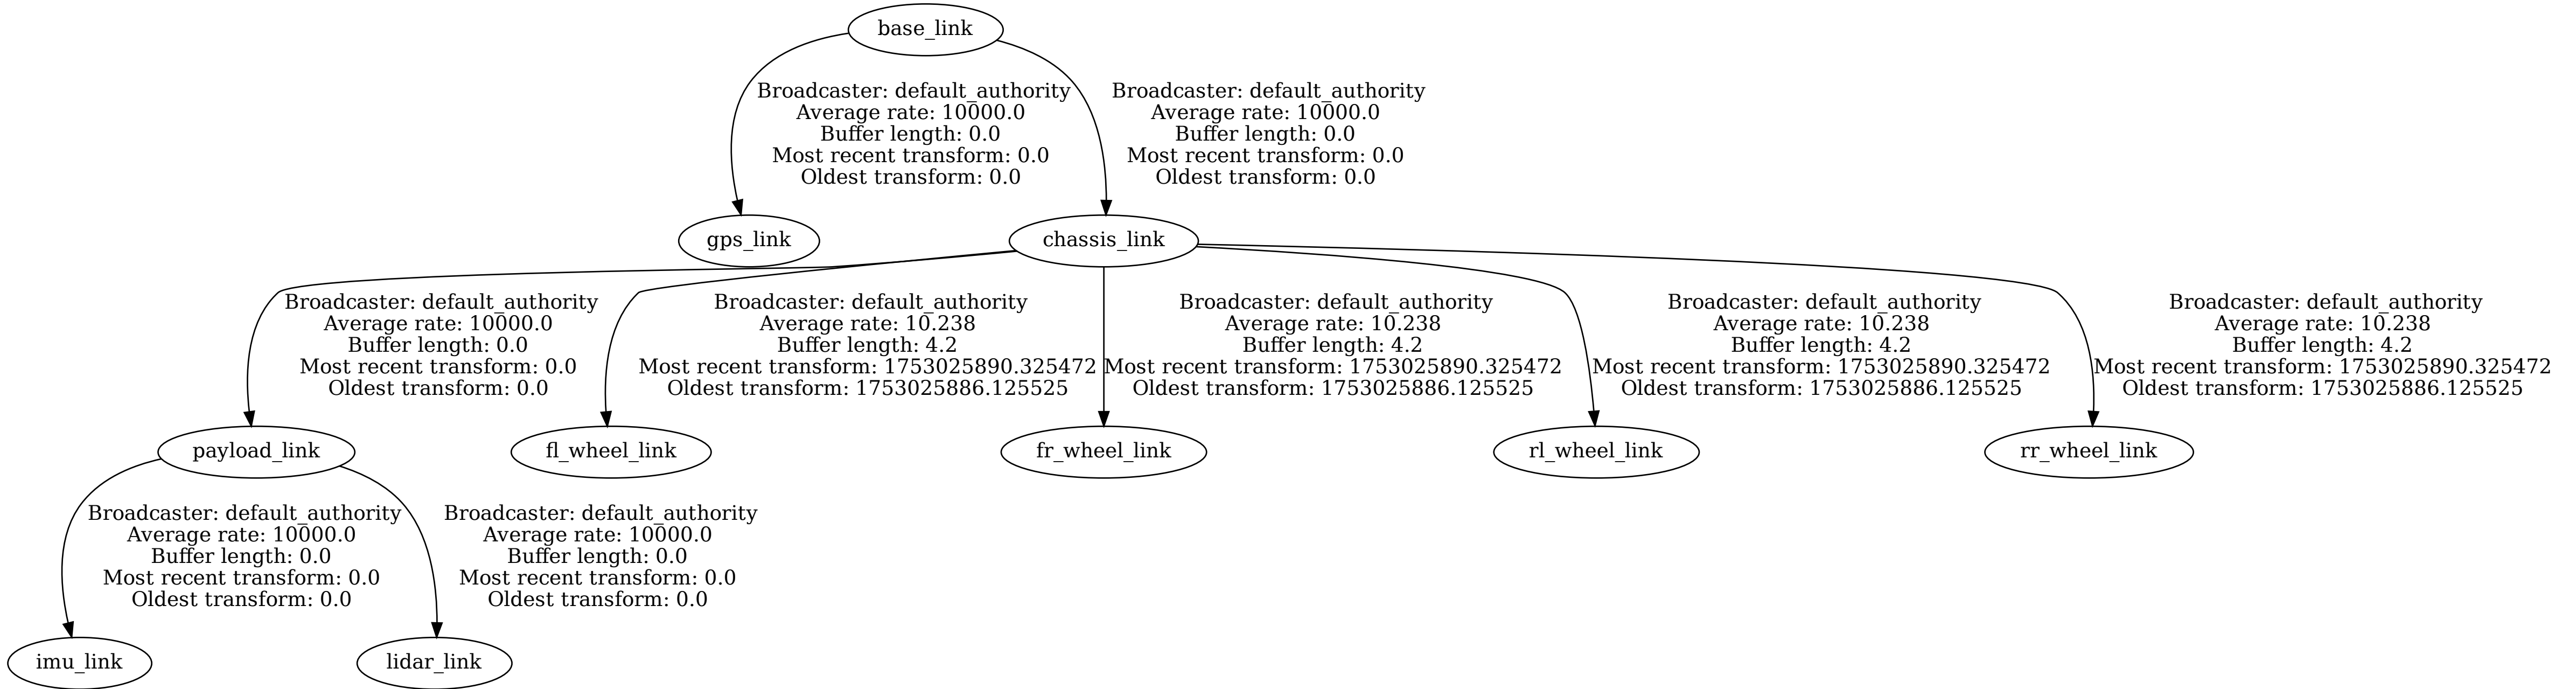 base_link
Broadcaster: default_authority
Average rate: 10000.0
Buffer length: 0.0
Most recent transform: 0.0
Oldest transform: 0.0
Broadcaster: default_authority
Average rate: 10000.0
Buffer length: 0.0
Most recent transform: 0.0
Oldest transform: 0.0
gps_link
chassis_link
Broadcaster: default_authority
Average rate: 10000.0
Buffer length: 0.0
Most recent transform: 0.0
Oldest transform: 0.0
Broadcaster: default_authority
Average rate: 10.238
Buffer length: 4.2
Most recent transform: 1753025890.325472
Oldest transform: 1753025886.125525
Broadcaster: default_authority
Average rate: 10.238
Buffer length: 4.2
Most recent transform: 1753025890.325472
Oldest transform: 1753025886.125525
Broadcaster: default_authority
Average rate: 10.238
Buffer length: 4.2
Most recent transform: 1753025890.325472
Oldest transform: 1753025886.125525
Broadcaster: default_authority
Average rate: 10.238
Buffer length: 4.2
Most recent transform: 1753025890.325472
Oldest transform: 1753025886.125525
payload_link
fl_wheel_link
fr_wheel_link
rl_wheel_link
rr_wheel_link
Broadcaster: default_authority
Average rate: 10000.0
Buffer length: 0.0
Most recent transform: 0.0
Oldest transform: 0.0
Broadcaster: default_authority
Average rate: 10000.0
Buffer length: 0.0
Most recent transform: 0.0
Oldest transform: 0.0
imu_link
lidar_link